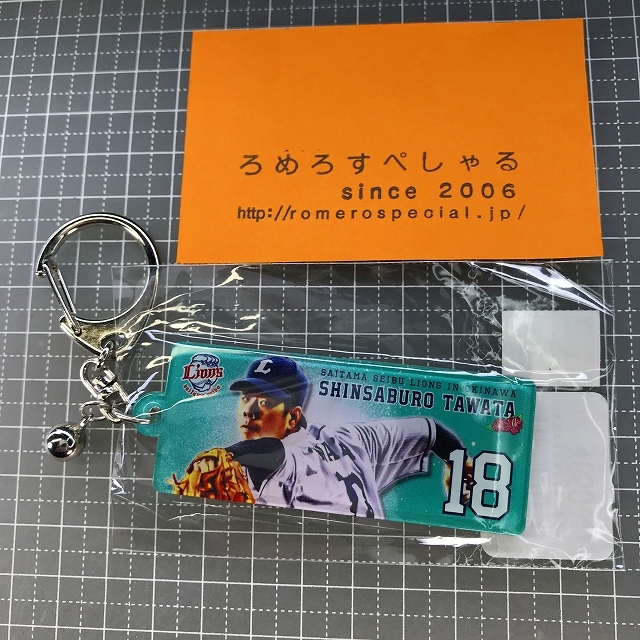 ろめろすぺしゃる
since 2006
http://romerospecial.jp/
Lions
SAITAMA SEIBU LIONS IN OKINAWA
SHINSABURO TAWATA
L
18